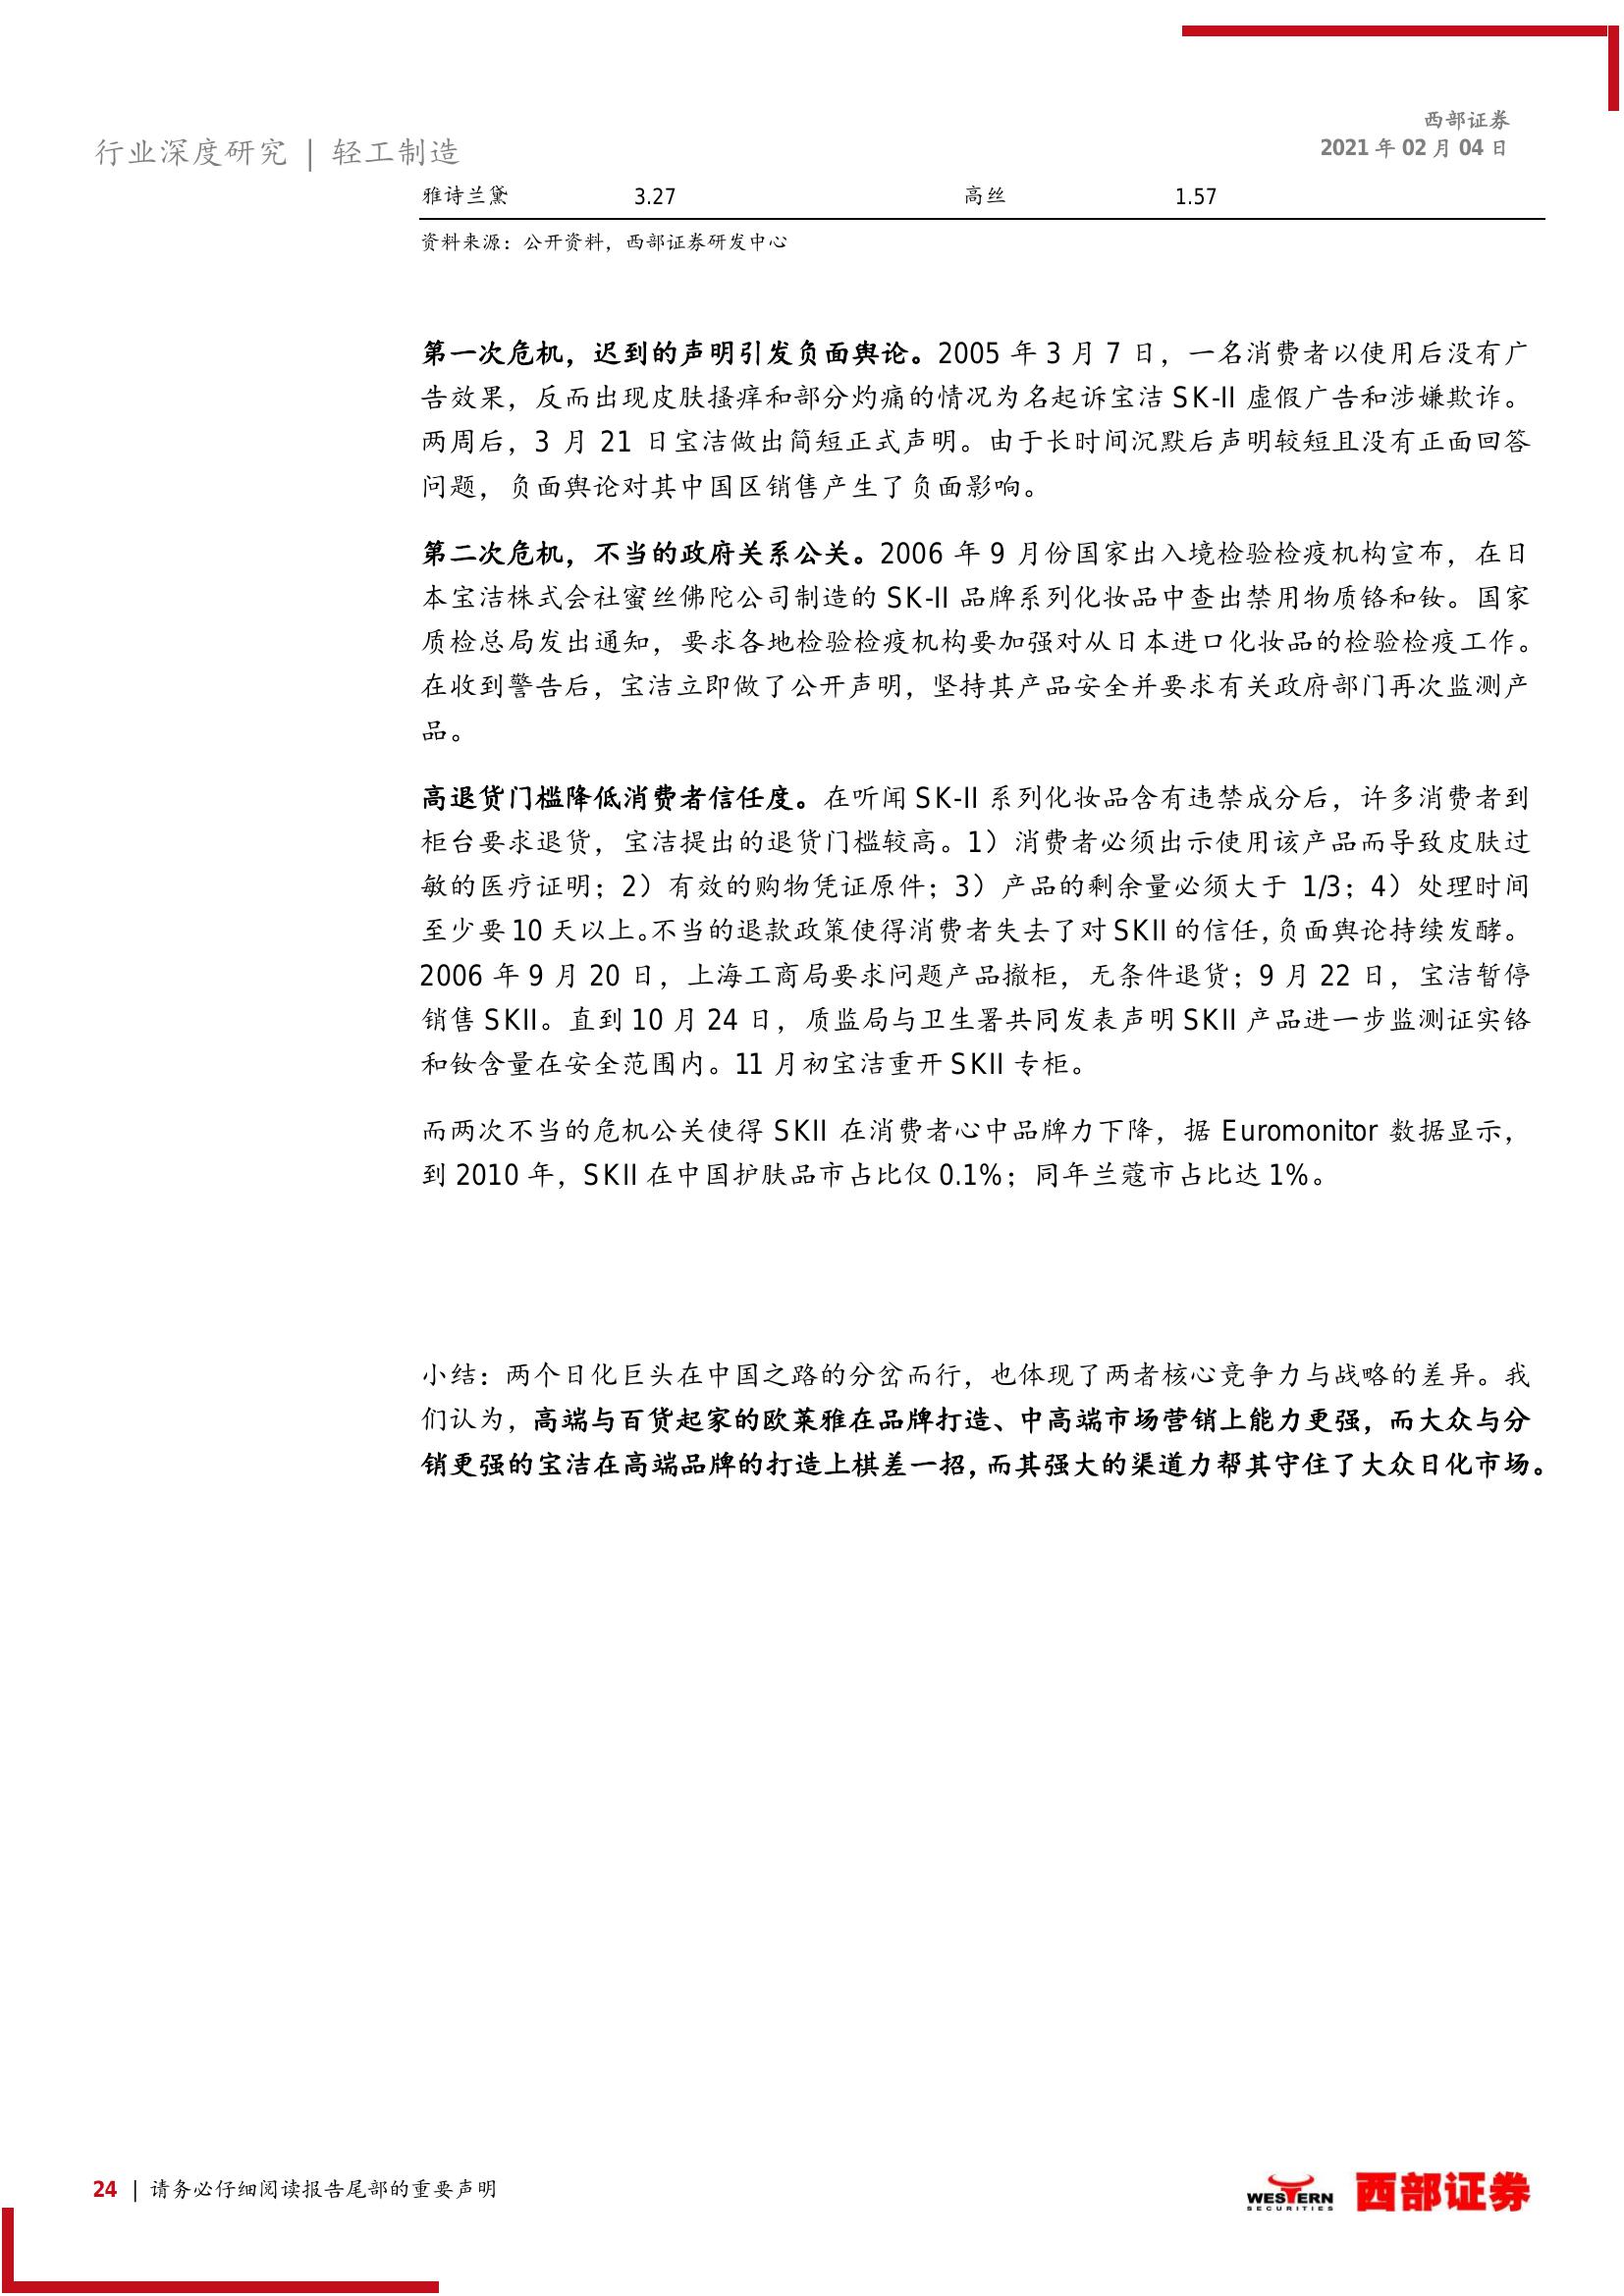 西部证券
行业深度研究 | 轻工制造
2021 年 02 月 04 日
雅诗兰黛 3.27 高丝 1.57
资料来源：公开资料，西部证券研发中心
第一次危机，迟到的声明引发负面舆论。2005 年 3 月 7 日，一名消费者以使用后没有广
告效果，反而出现皮肤搔痒和部分灼痛的情况为名起诉宝洁 SK-II 虚假广告和涉嫌欺诈。
两周后，3 月 21 日宝洁做出简短正式声明。由于长时间沉默后声明较短且没有正面回答
问题，负面舆论对其中国区销售产生了负面影响。
第二次危机，不当的政府关系公关。2006 年 9 月份国家出入境检验检疫机构宣布，在日
本宝洁株式会社蜜丝佛陀公司制造的 SK-II 品牌系列化妆品中查出禁用物质铬和钕。国家
质检总局发出通知，要求各地检验检疫机构要加强对从日本进口化妆品的检验检疫工作。
在收到警告后，宝洁立即做了公开声明，坚持其产品安全并要求有关政府部门再次监测产
品。
高退货门槛降低消费者信任度。在听闻 SK-II 系列化妆品含有违禁成分后，许多消费者到
柜台要求退货，宝洁提出的退货门槛较高。1）消费者必须出示使用该产品而导致皮肤过
敏的医疗证明；2）有效的购物凭证原件；3）产品的剩余量必须大于 1/3；4）处理时间
至少要 10 天以上。不当的退款政策使得消费者失去了对 SKII 的信任，负面舆论持续发酵。
2006 年 9 月 20 日，上海工商局要求问题产品撤柜，无条件退货；9 月 22 日，宝洁暂停
销售 SKII。直到 10 月 24 日，质监局与卫生署共同发表声明 SKII 产品进一步监测证实铬
和钕含量在安全范围内。11 月初宝洁重开 SKII 专柜。
而两次不当的危机公关使得 SKII 在消费者心中品牌力下降，据 Euromonitor 数据显示，
到 2010 年，SKII 在中国护肤品市占比仅 0.1%；同年兰蔻市占比达 1%。
小结：两个日化巨头在中国之路的分岔而行，也体现了两者核心竞争力与战略的差异。我
们认为，高端与百货起家的欧莱雅在品牌打造、中高端市场营销上能力更强，而大众与分
销更强的宝洁在高端品牌的打造上棋差一招，而其强大的渠道力帮其守住了大众日化市场。
24 | 请务必仔细阅读报告尾部的重要声明
WESTERN
SECURITIES
西部证券